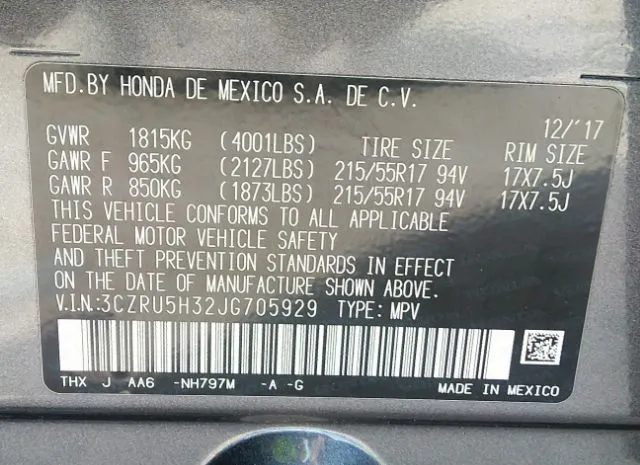 MFD.BY HONDA DE MEXICO S.A. DE C.V.
12/'17
GVWR 1815KG (4001LBS) TIRE SIZE RIM SIZE
GAWR F 965KG (2127LBS) 215/55R17 94V 17X7.5J
GAWR R 850KG (1873LBS) 215/55R17 94V 17X7.5J
THIS VEHICLE CONFORMS TO ALL APPLICABLE
FEDERAL MOTOR VEHICLE SAFETY
AND THEFT PREVENTION STANDARDS IN EFFECT
ON THE DATE OF MANUFACTURE SHOWN ABOVE.
V.I.N:3CZRU5H32JG705929 TYPE: MPV
THX J AA6 -NH797M -A -G MADE IN MEXICO